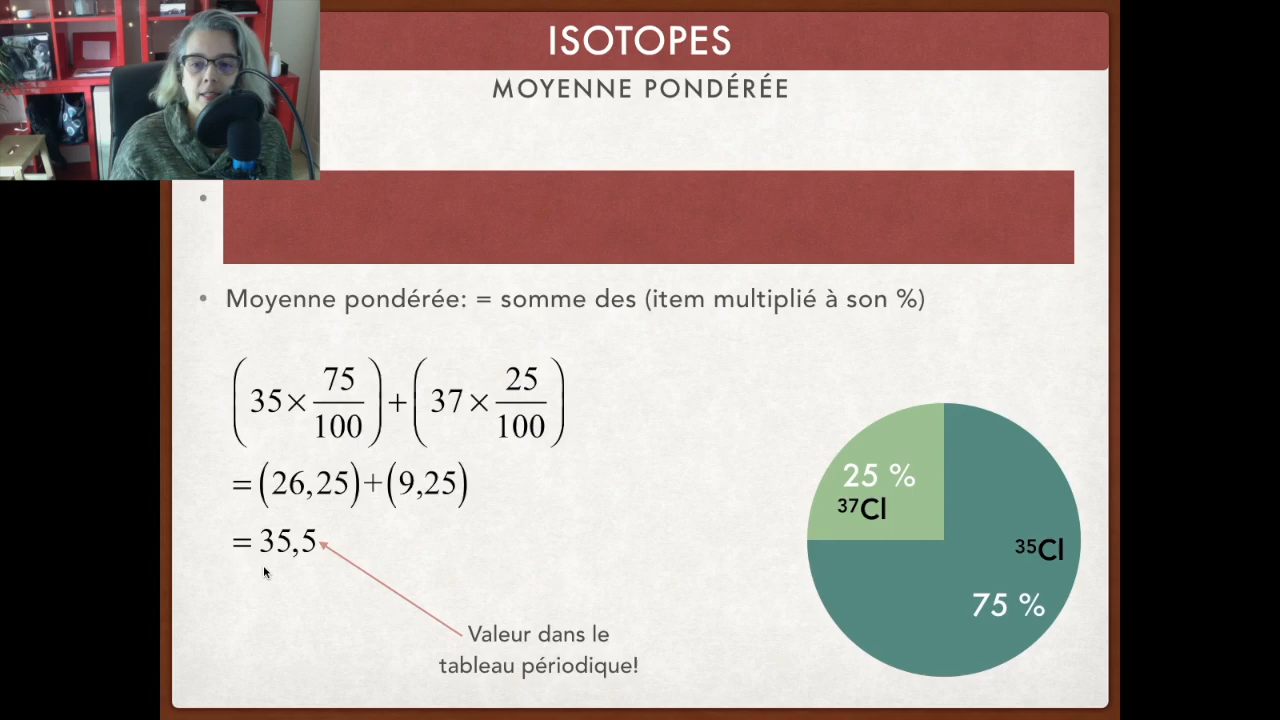 ISOTOPES
MOYENNE PONDÉRÉE
• Moyenne pondérée: = somme des (item multiplié à son %)
(35 × 75/100) + (37 × 25/100)
= (26,25) + (9,25)
= 35,5
Valeur dans le
tableau périodique!
25 %
³⁷Cl
³⁵Cl
75 %